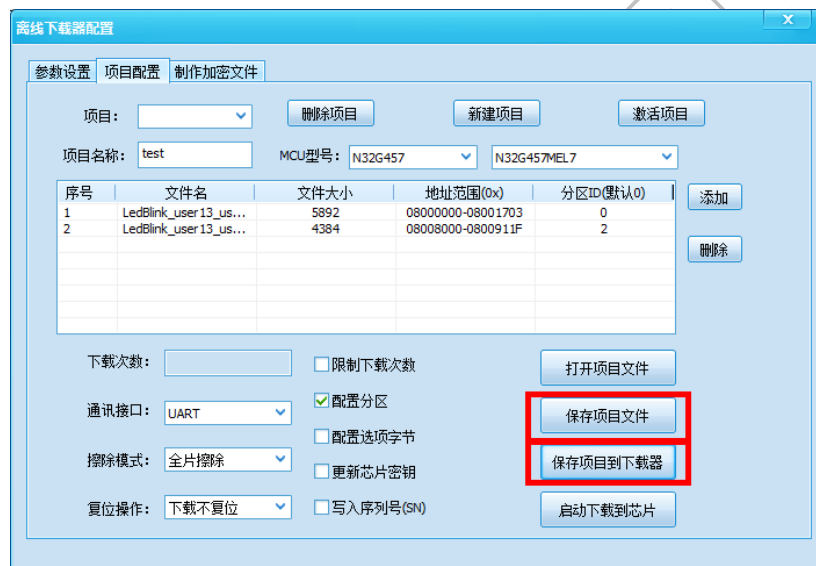 离线下载器配置 X
参数设置 项目配置 制作加密文件
项目： 删除项目 新建项目 激活项目
项目名称： test MCU型号： N32G457 N32G457MEL7
序号 文件名 文件大小 地址范围(0x) 分区ID(默认0) 添加
1 LedBlink_user13_us... 5892 08000000-08001703 0
2 LedBlink_user13_us... 4384 08008000-0800911F 2
删除
下载次数： 限制下载次数 打开项目文件
通讯接口： UART 配置分区 保存项目文件
配置选项字节
擦除模式： 全片擦除 更新芯片密钥 保存项目到下载器
复位操作： 下载不复位 写入序列号(SN) 启动下载到芯片